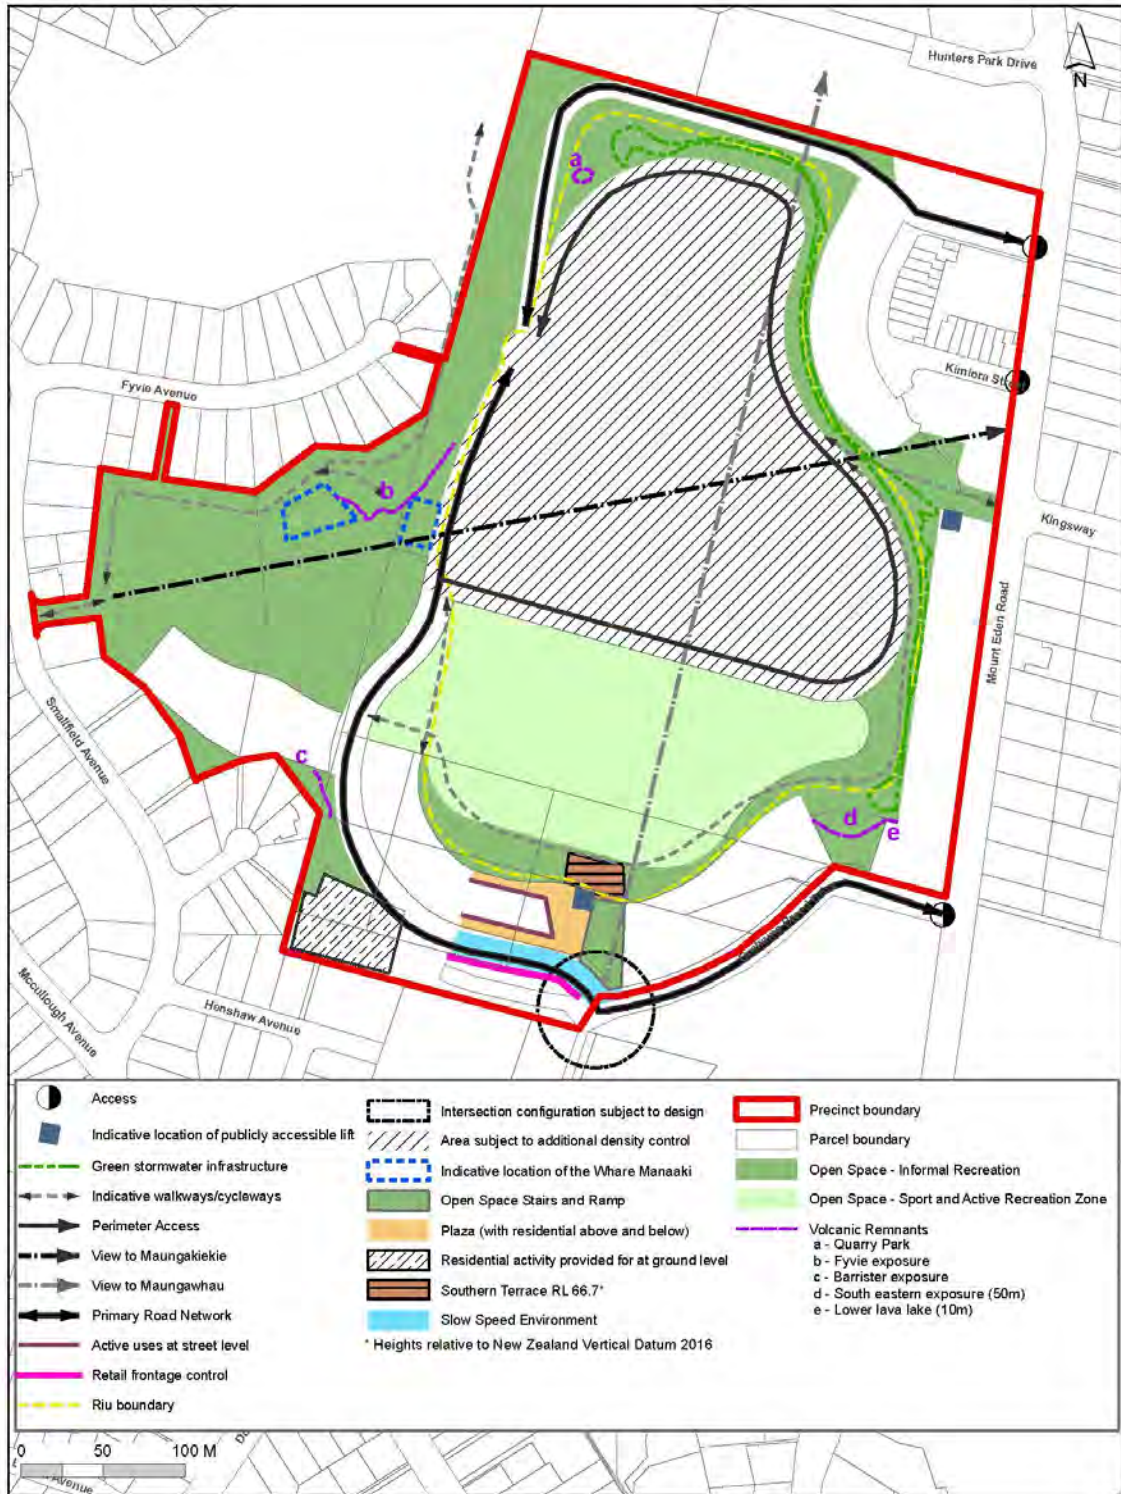 Hunters Park Drive
N
a
Kimiora Street
Fyvie Avenue
b
Kingsway
Mount Eden Road
Smallfield Avenue
c
d
e
Henshaw Avenue
Mccullough Avenue
Access
Indicative location of publicly accessible lift
Green stormwater infrastructure
Indicative walkways/cycleways
Perimeter Access
View to Maungakiekie
View to Maungawhau
Primary Road Network
Active uses at street level
Retail frontage control
Riu boundary
Intersection configuration subject to design
Area subject to additional density control
Indicative location of the Whare Manaaki
Open Space Stairs and Ramp
Plaza (with residential above and below)
Residential activity provided for at ground level
Southern Terrace RL 66.7*
Slow Speed Environment
* Heights relative to New Zealand Vertical Datum 2016
Precinct boundary
Parcel boundary
Open Space - Informal Recreation
Open Space - Sport and Active Recreation Zone
Volcanic Remnants
a - Quarry Park
b - Fyvie exposure
c - Barrister exposure
d - South eastern exposure (50m)
e - Lower lava lake (10m)
0 50 100 M
Avenue